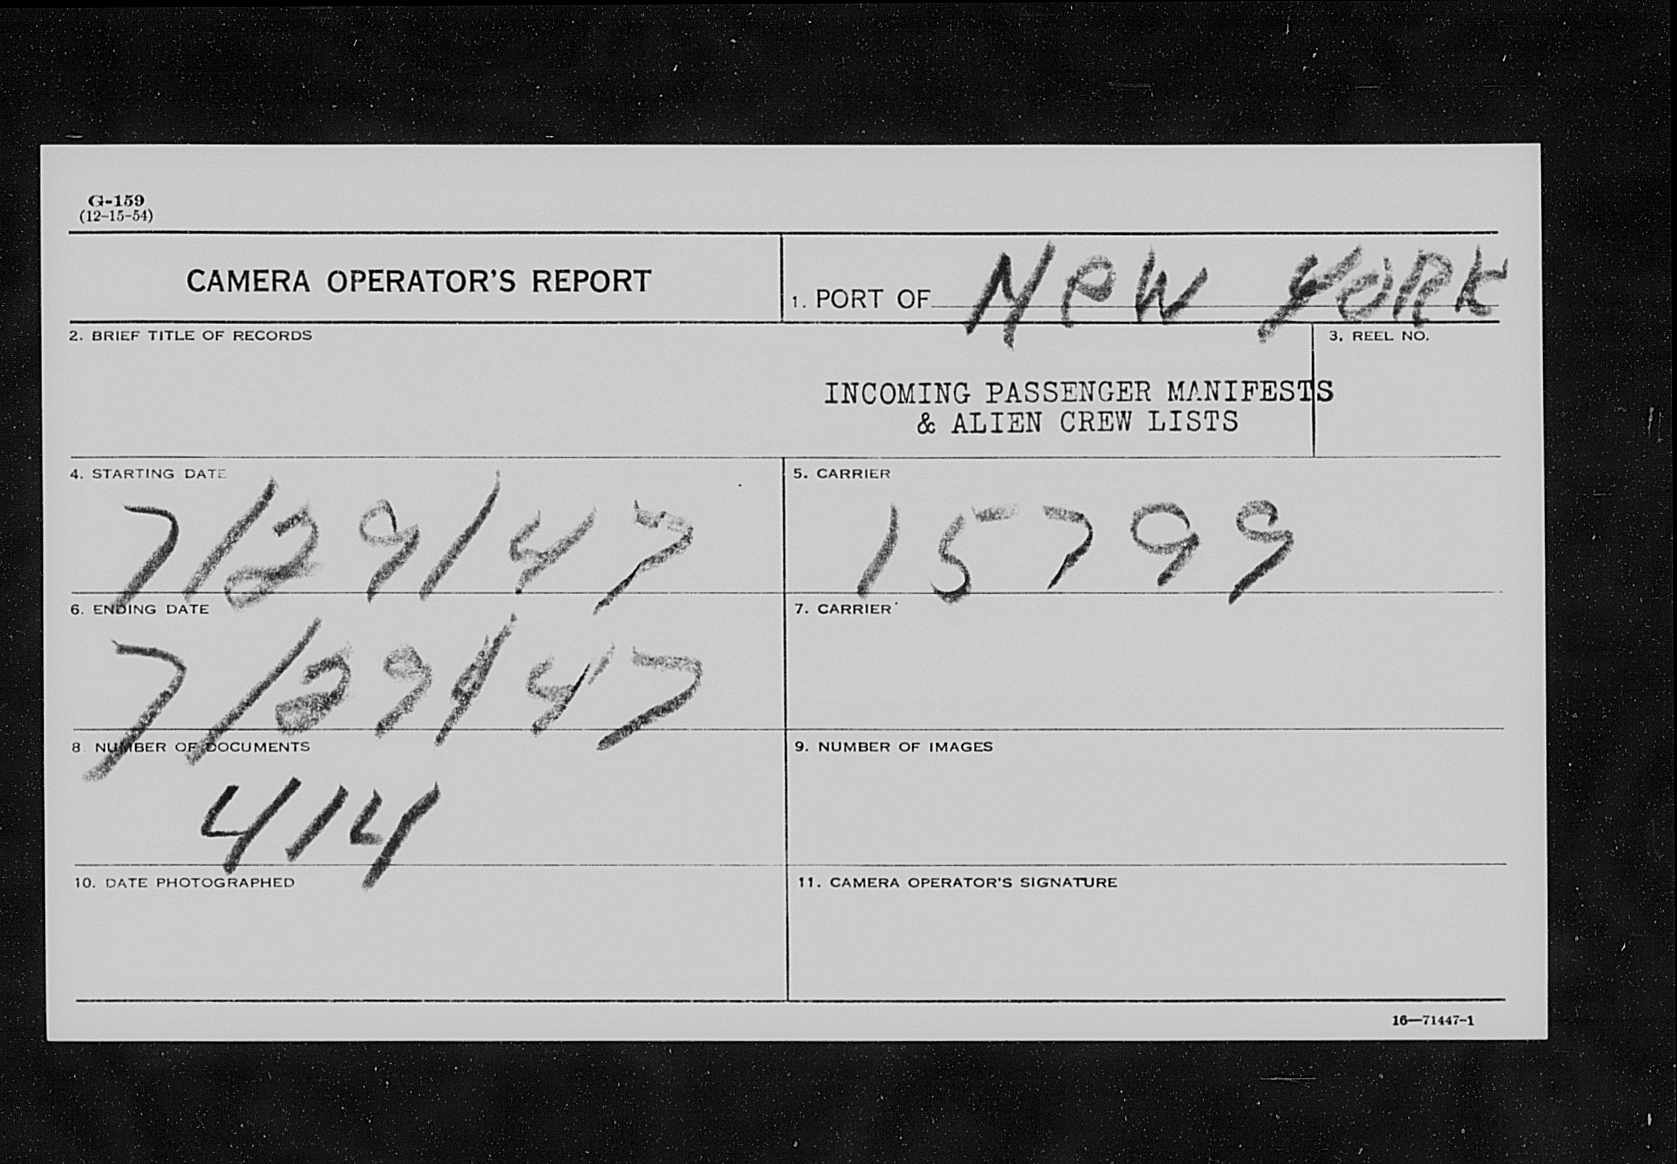 G-159
(12-15-54)
CAMERA OPERATOR'S REPORT
1. PORT OF NEW YORK
2. BRIEF TITLE OF RECORDS
3. REEL NO.
INCOMING PASSENGER MANIFESTS
& ALIEN CREW LISTS
4. STARTING DATE
7/29/47
5. CARRIER
15799
6. ENDING DATE
7/29/47
7. CARRIER
8. NUMBER OF DOCUMENTS
414
9. NUMBER OF IMAGES
10. DATE PHOTOGRAPHED
11. CAMERA OPERATOR'S SIGNATURE
16—71447-1